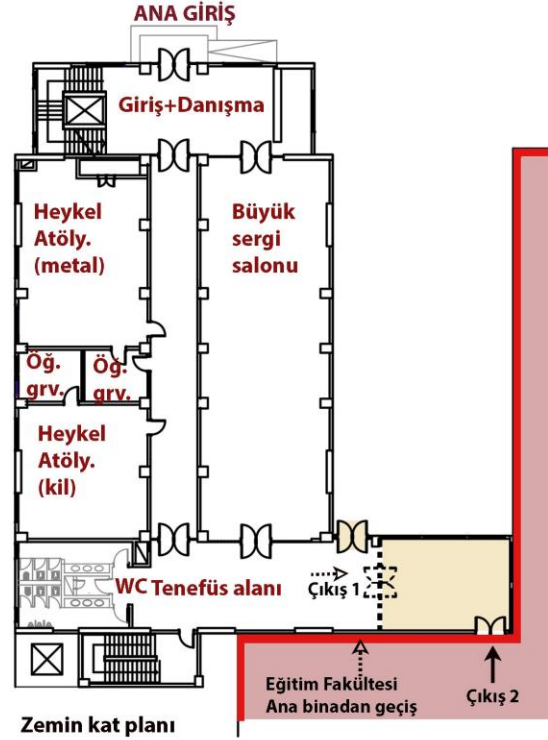 ANA GİRİŞ
Giriş+Danışma
Heykel
Atöly.
(metal)
Büyük
sergi
salonu
Öğ.
grv.
Öğ.
grv.
Heykel
Atöly.
(kil)
WC
Tenefüs alanı
Çıkış 1
Eğitim Fakültesi
Ana binadan geçiş
Çıkış 2
Zemin kat planı